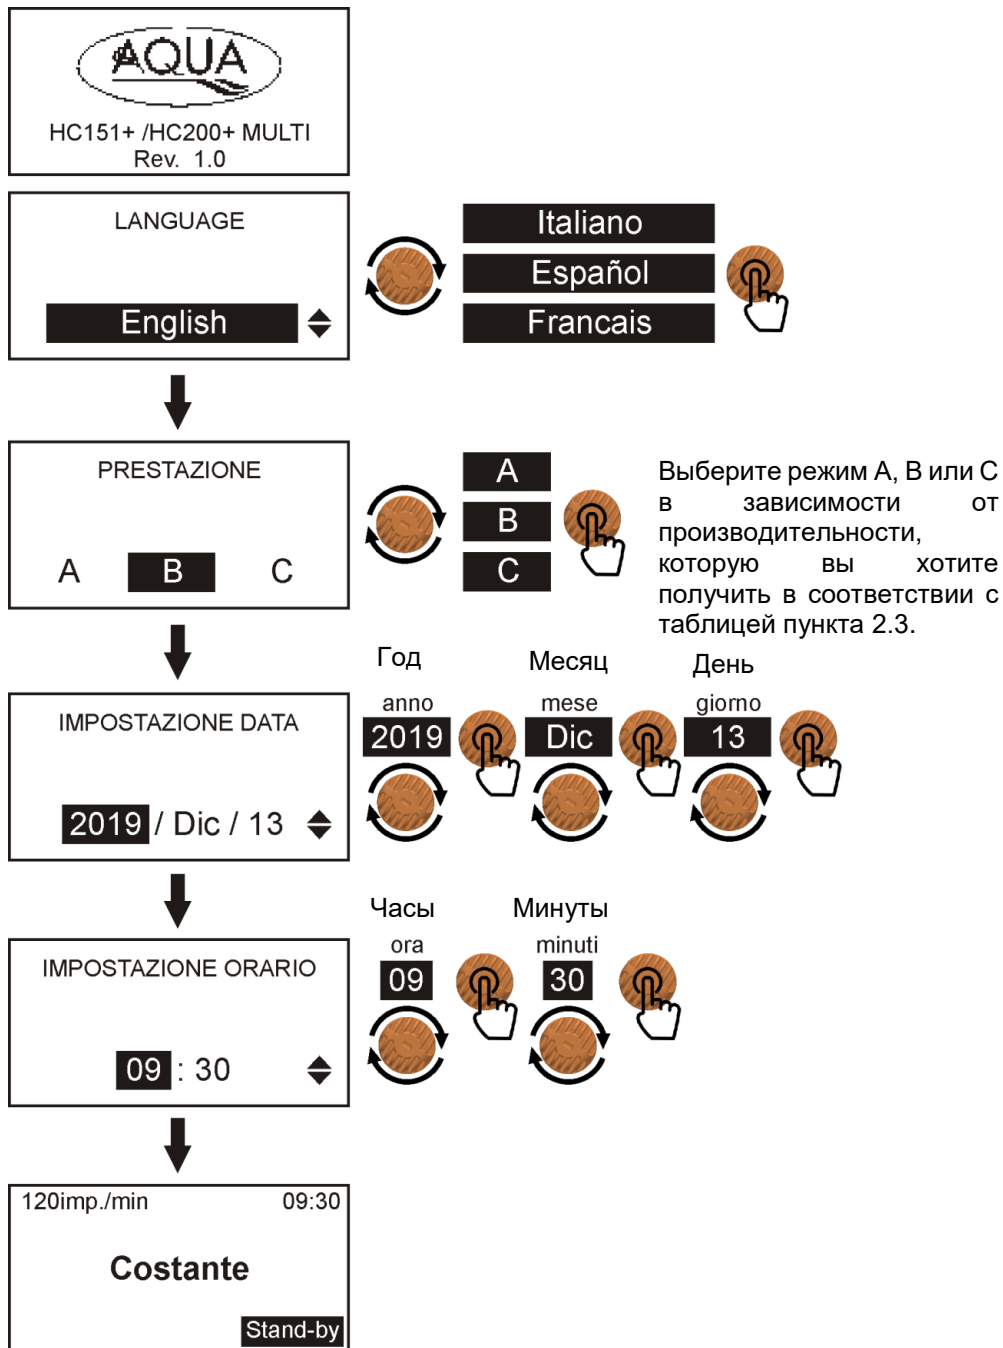 AQUA
HC151+ /HC200+ MULTI
Rev. 1.0
LANGUAGE
English
Italiano
Español
Francais
PRESTAZIONE
A B C
A
B
C
Выберите режим А, В или С
в зависимости от
производительности,
которую вы хотите
получить в соответствии с
таблицей пункта 2.3.
Год Месяц День
anno mese giorno
2019 Dic 13
IMPOSTAZIONE DATA
2019 / Dic / 13
Часы Минуты
ora minuti
09 30
IMPOSTAZIONE ORARIO
09 : 30
120imp./min 09:30
Costante
Stand-by